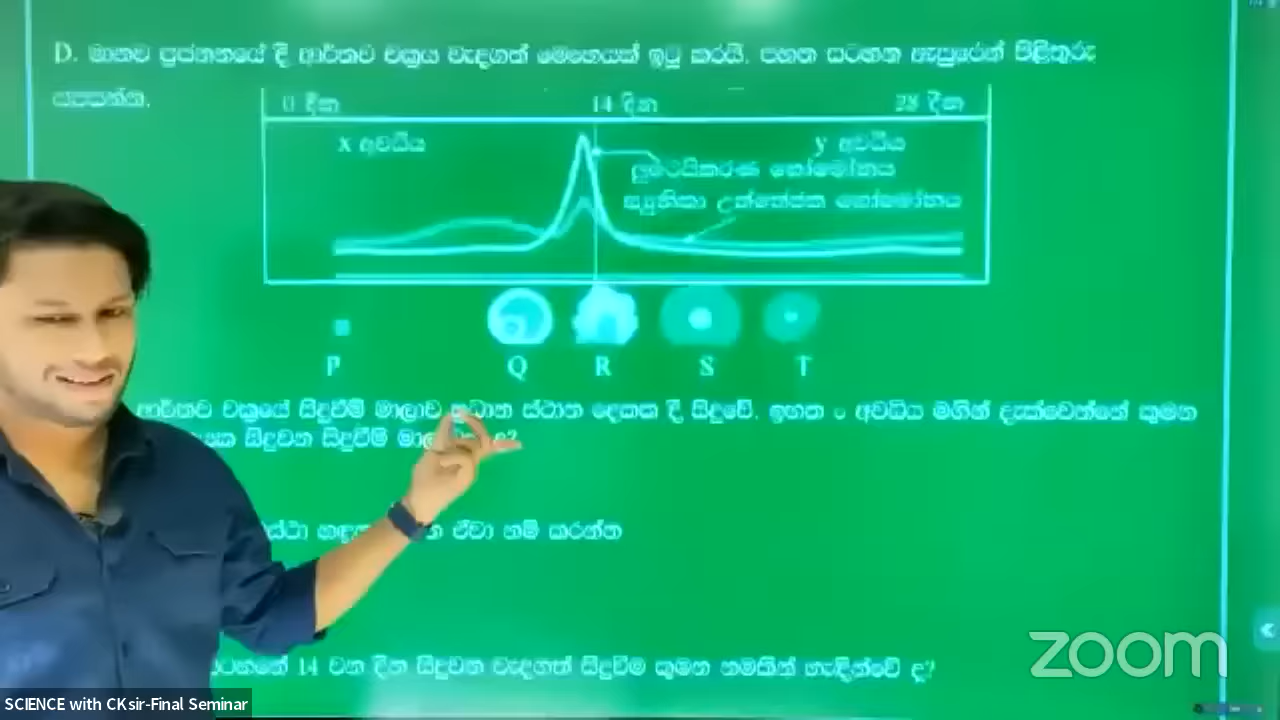 D. මානව ප්‍රජනනයේ දී ආර්තව චක්‍රය වැදගත් මෙහෙයක් ඉටු කරයි. පහත සටහන ඇසුරෙන් පිළිතුරු
සපයන්න.
0 දින 14 දින 28 දින
x අවධිය y අවධිය
ලුටෙයිනිකරණ හෝමෝනය
සුහුනිකා උත්තේජක හෝමෝනය
P Q R S T
ආර්තව චක්‍රයේ සිදුවීම් මාලාව ප්‍රධාන ස්ථාන දෙකක දී සිදුවේ. ඉහත අවධිය මගින් දැක්වෙන්නේ කුමන
සිදුවන සිදුවීම්
ඒවා නම් කරන්න
14 වන දින සිදුවන වැදගත් සිදුවීම කුමන නමකින් හැඳින්වේ ද?
zoom
SCIENCE with CKsir-Final Seminar